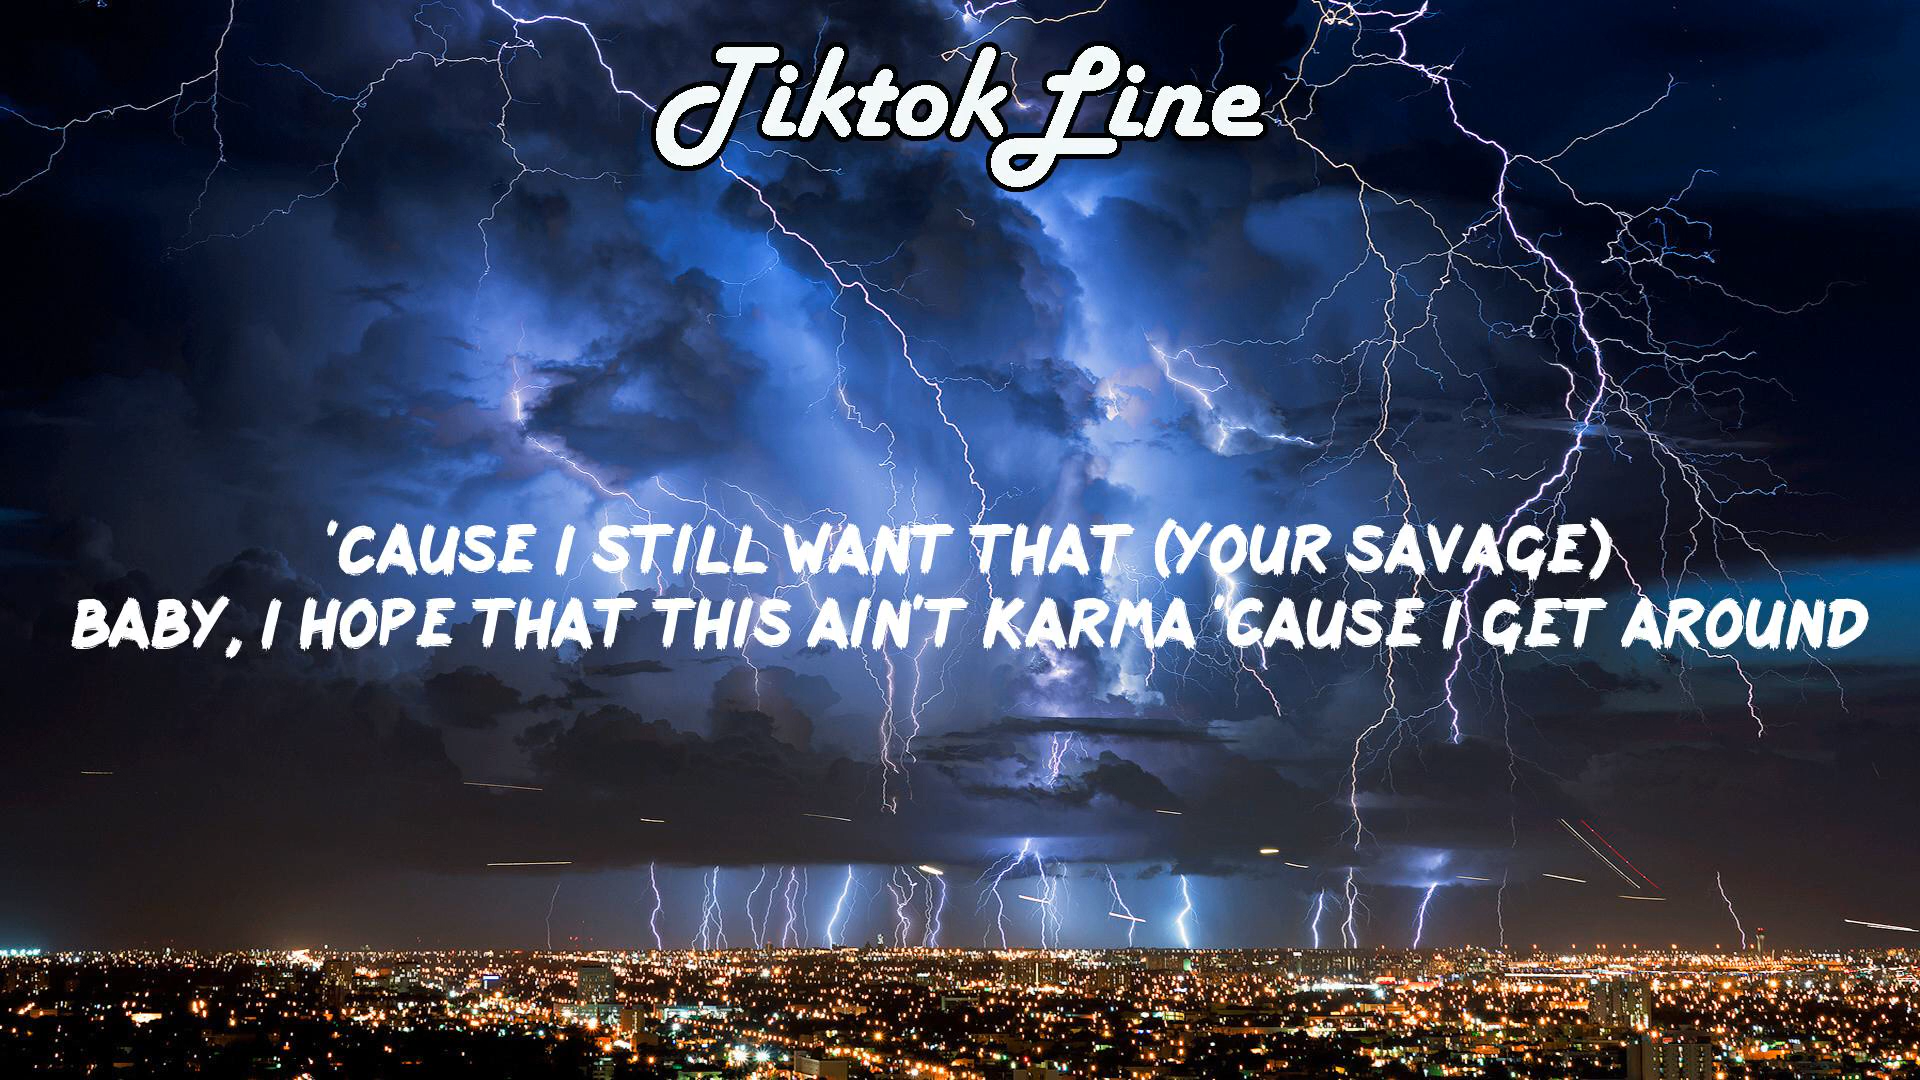 Tiktok Line
'CAUSE I STILL WANT THAT (YOUR SAVAGE)
BABY, I HOPE THAT THIS AIN'T KARMA 'CAUSE I GET AROUND